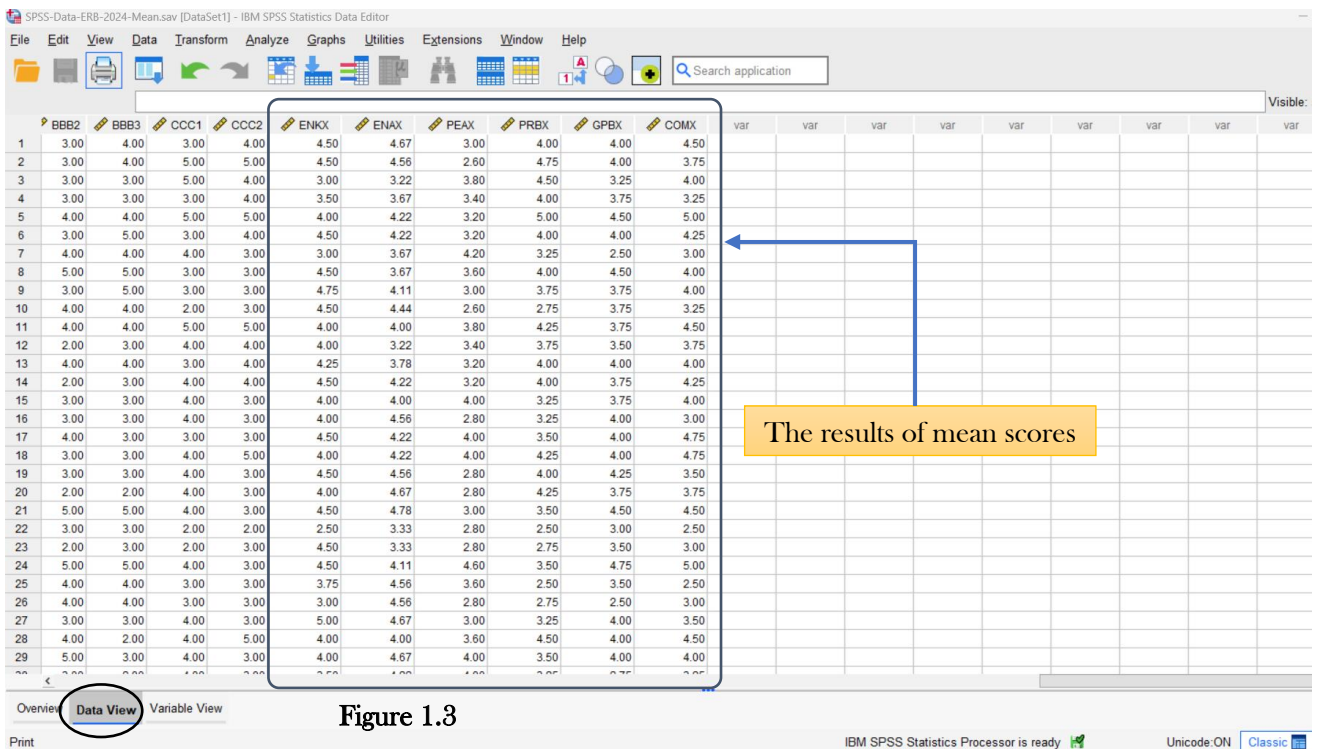 SPSS-Data-ERB-2024-Mean.sav [DataSet1] - IBM SPSS Statistics Data Editor
File Edit View Data Transform Analyze Graphs Utilities Extensions Window Help
Search application
Visible:
BBB2 BBB3 CCC1 CCC2 ENKX ENAX PEAX PRBX GPBX COMX var var var var var var var var var
1 3.00 4.00 3.00 4.00 4.50 4.67 3.00 4.00 4.00 4.50
2 3.00 4.00 5.00 5.00 4.50 4.56 2.60 4.75 4.00 3.75
3 3.00 3.00 5.00 4.00 3.00 3.22 3.80 4.50 3.25 4.00
4 3.00 3.00 3.00 4.00 3.50 3.67 3.40 4.00 3.75 3.25
5 4.00 4.00 5.00 5.00 4.00 4.22 3.20 5.00 4.50 5.00
6 3.00 5.00 3.00 4.00 4.50 4.22 3.20 4.00 4.00 4.25
7 4.00 4.00 4.00 3.00 3.00 3.67 4.20 3.25 2.50 3.00
8 5.00 5.00 3.00 3.00 4.50 3.67 3.60 4.00 4.50 4.00
9 3.00 5.00 3.00 3.00 4.75 4.11 3.00 3.75 3.75 4.00
10 4.00 4.00 2.00 3.00 4.50 4.44 2.60 2.75 3.75 3.25
11 4.00 4.00 5.00 5.00 4.00 4.00 3.80 4.25 3.75 4.50
12 2.00 3.00 4.00 4.00 4.00 3.22 3.40 3.75 3.50 3.75
13 4.00 4.00 3.00 4.00 4.25 3.78 3.20 4.00 4.00 4.00
14 2.00 3.00 4.00 4.00 4.50 4.22 3.20 4.00 3.75 4.25
15 3.00 3.00 4.00 3.00 4.00 4.00 4.00 3.25 3.75 4.00
16 3.00 3.00 4.00 3.00 4.00 4.56 2.80 3.25 4.00 3.00
17 4.00 3.00 3.00 3.00 4.50 4.22 4.00 3.50 4.00 4.75
18 3.00 3.00 4.00 5.00 4.00 4.22 4.00 4.25 4.00 4.75
19 3.00 3.00 4.00 3.00 4.50 4.56 2.80 4.00 4.25 3.50
20 2.00 2.00 4.00 3.00 4.00 4.67 2.80 4.25 3.75 3.75
21 5.00 5.00 4.00 3.00 4.50 4.78 3.00 3.50 4.50 4.50
22 3.00 3.00 2.00 2.00 2.50 3.33 2.80 2.50 3.00 2.50
23 2.00 3.00 2.00 3.00 4.50 3.33 2.80 2.75 3.50 3.00
24 5.00 5.00 4.00 3.00 4.50 4.11 4.60 3.50 4.75 5.00
25 4.00 4.00 3.00 3.00 3.75 4.56 3.60 2.50 3.50 2.50
26 4.00 4.00 3.00 3.00 3.00 4.56 2.80 2.75 2.50 3.00
27 3.00 3.00 4.00 3.00 5.00 4.67 3.00 3.25 4.00 3.50
28 4.00 2.00 4.00 5.00 4.00 4.00 3.60 4.50 4.00 4.50
29 5.00 3.00 4.00 3.00 4.00 4.67 4.00 3.50 4.00 4.00
The results of mean scores
Overview Data View Variable View
Figure 1.3
Print IBM SPSS Statistics Processor is ready Unicode:ON Classic